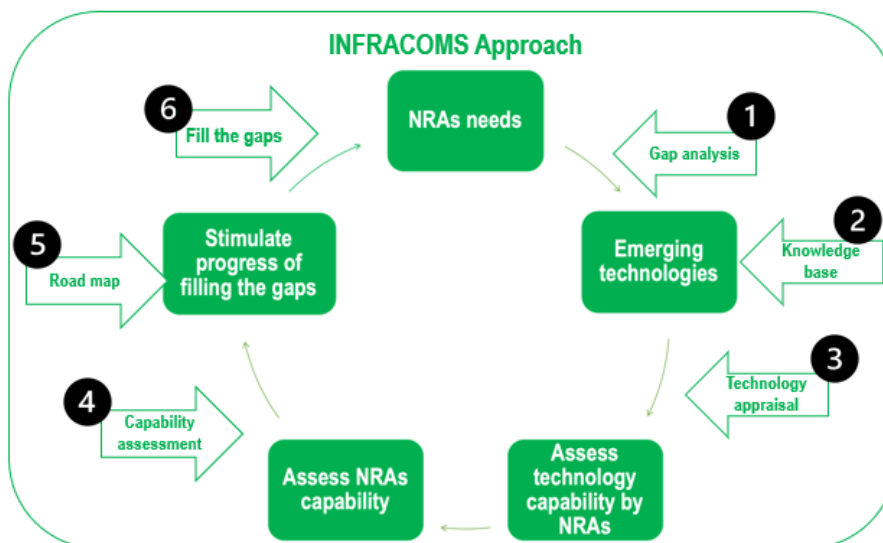 INFRACOMS Approach
6
Fill the gaps
NRAs needs
1
Gap analysis
5
Road map
Stimulate
progress of
filling the gaps
Emerging
technologies
2
Knowledge
base
4
Capability
assessment
3
Technology
appraisal
Assess NRAs
capability
Assess
technology
capability by
NRAs